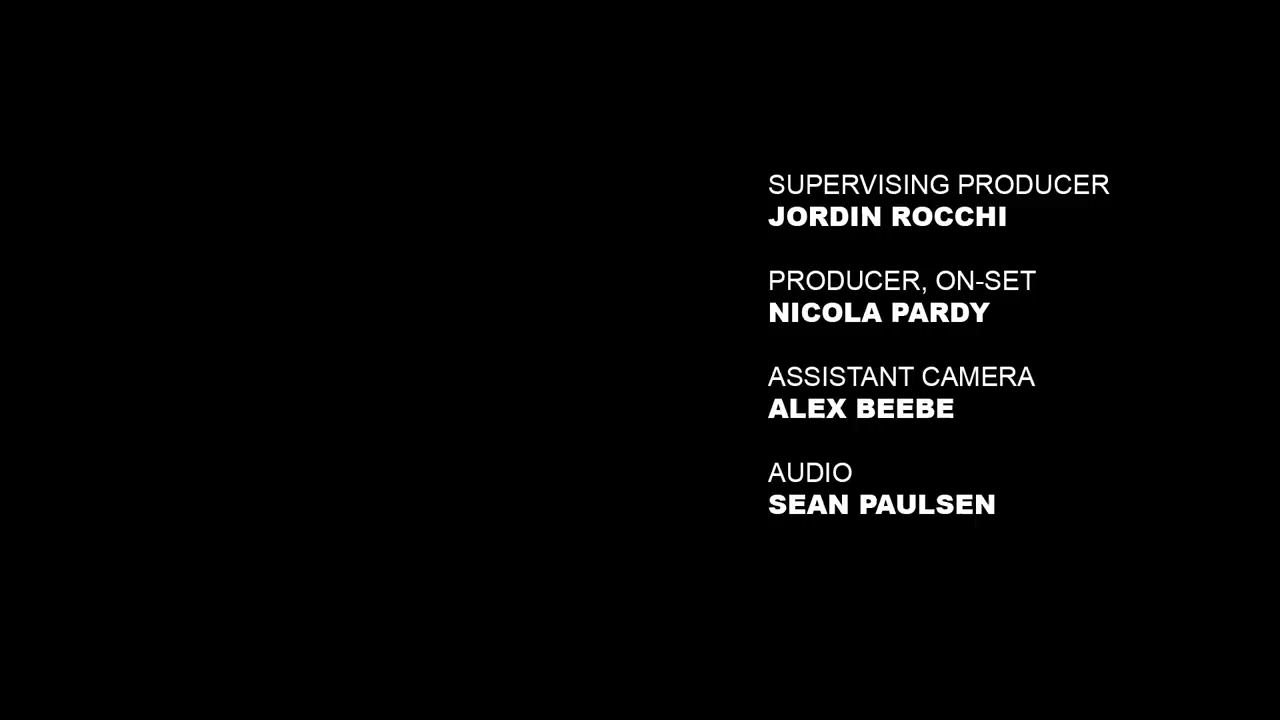 SUPERVISING PRODUCER
JORDIN ROCCHI
PRODUCER, ON-SET
NICOLA PARDY
ASSISTANT CAMERA
ALEX BEEBE
AUDIO
SEAN PAULSEN